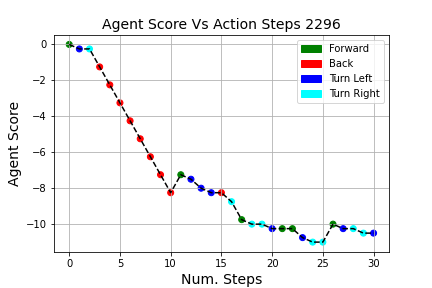 Agent Score Vs Action Steps 2296
Forward
Back
Turn Left
Turn Right
Agent Score
0
−2
−4
−6
−8
−10
0 5 10 15 20 25 30
Num. Steps